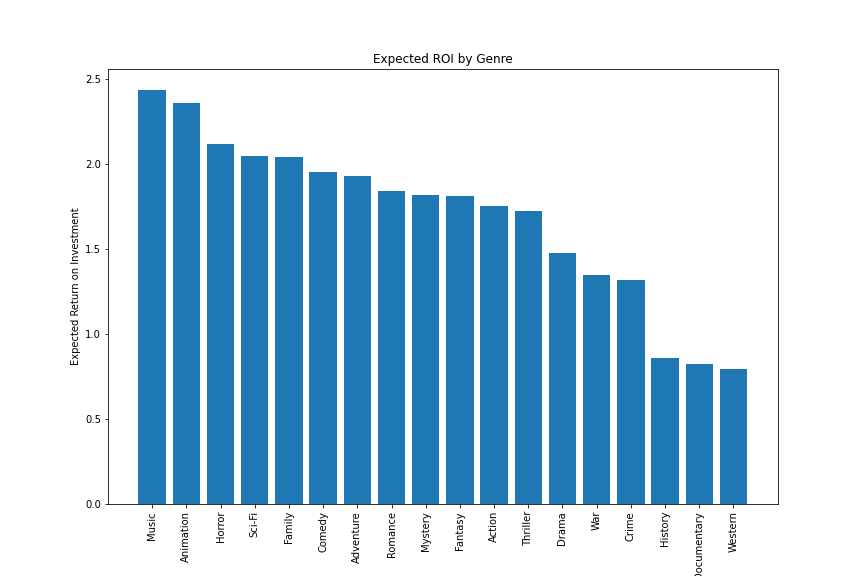 Expected ROI by Genre
Expected Return on Investment
2.5
2.0
1.5
1.0
0.5
0.0
Music
Animation
Horror
Sci-Fi
Family
Comedy
Adventure
Romance
Mystery
Fantasy
Action
Thriller
Drama
War
Crime
History
Documentary
Western